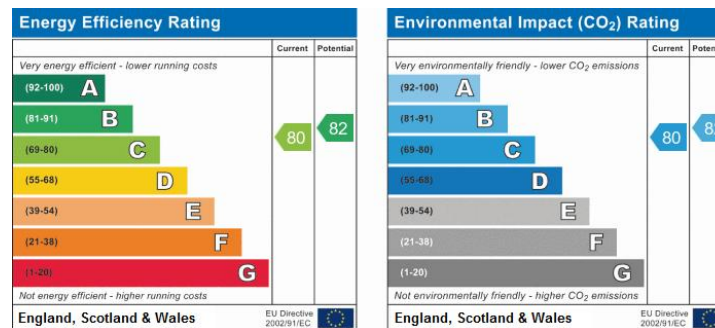 Energy Efficiency Rating
Current Potential
Very energy efficient - lower running costs
(92-100) A
(81-91) B
(69-80) C
(55-68) D
(39-54) E
(21-38) F
(1-20) G
80
82
Not energy efficient - higher running costs
England, Scotland & Wales
EU Directive
2002/91/EC
Environmental Impact (CO₂) Rating
Current Poten
Very environmentally friendly - lower CO₂ emissions
(92-100) A
(81-91) B
(69-80) C
(55-68) D
(39-54) E
(21-38) F
(1-20) G
80
Not environmentally friendly - higher CO₂ emissions
England, Scotland & Wales
EU Directive
2002/91/EC